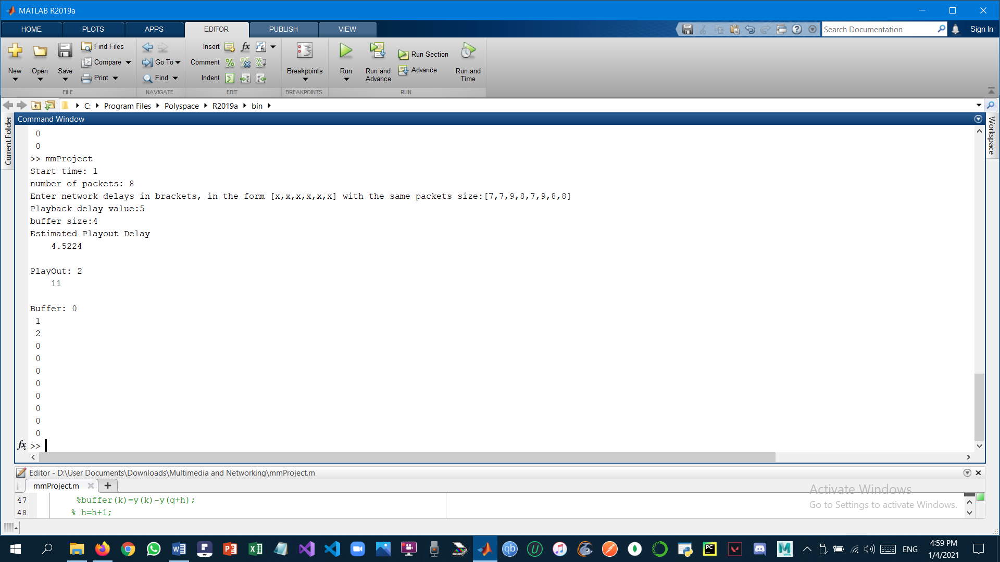 MATLAB R2019a
HOME PLOTS APPS EDITOR PUBLISH VIEW
Search Documentation
Sign In
New
Open
Save
Find Files
Compare
Print
FILE
Go To
Find
NAVIGATE
Insert
Comment
Indent
EDIT
Breakpoints
BREAKPOINTS
Run
Run and
Advance
Run Section
Advance
Run and
Time
RUN
C: Program Files Polyspace R2019a bin
Current Folder
Command Window
Workspace
0
0
>> mmProject
Start time: 1
number of packets: 8
Enter network delays in brackets, in the form [x,x,x,x,x,x] with the same packets size:[7,7,9,8,7,9,8,8]
Playback delay value:5
buffer size:4
Estimated Playout Delay
4.5224
PlayOut: 2
11
Buffer: 0
1
2
0
0
0
0
0
0
0
0
fx >>
Editor - D:\User Documents\Downloads\Multimedia and Networking\mmProject.m
mmProject.m
47 %buffer(k)=y(k)-y(q+h);
48 % h=h+1;
Activate Windows
Go to Settings to activate Windows.
ENG
4:59 PM
1/4/2021